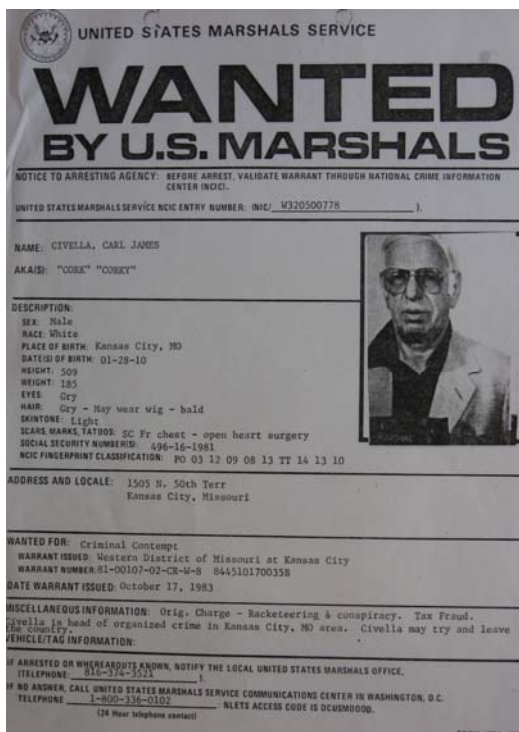 UNITED STATES MARSHALS SERVICE
WANTED
BY U.S. MARSHALS
NOTICE TO ARRESTING AGENCY: BEFORE ARREST, VALIDATE WARRANT THROUGH NATIONAL CRIME INFORMATION
CENTER (NCIC).
UNITED STATES MARSHALS SERVICE NCIC ENTRY NUMBER: (NIC/ W320500778 ).
NAME: CIVELLA, CARL JAMES
AKA(S): "CORK" "CORKY"
DESCRIPTION:
SEX: Male
RACE: White
PLACE OF BIRTH: Kansas City, MO
DATE(S) OF BIRTH: 01-28-10
HEIGHT: 509
WEIGHT: 185
EYES: Gry
HAIR: Gry - May wear wig - bald
SKINTONE: Light
SCARS, MARKS, TATOOS: SC Fr chest - open heart surgery
SOCIAL SECURITY NUMBER(S): 496-16-1981
NCIC FINGERPRINT CLASSIFICATION: PO 03 12 09 08 13 TT 14 13 10
ADDRESS AND LOCALE: 1505 N. 50th Terr
Kansas City, Missouri
WANTED FOR: Criminal Contempt
WARRANT ISSUED: Western District of Missouri at Kansas City
WARRANT NUMBER: 81-00107-02-CR-W-8 844510170035B
DATE WARRANT ISSUED: October 17, 1983
MISCELLANEOUS INFORMATION: Orig. Charge - Racketeering & conspiracy. Tax Fraud.
Civella is head of organized crime in Kansas City, MO area. Civella may try and leave
the country.
VEHICLE/TAG INFORMATION:
IF ARRESTED OR WHEREABOUTS KNOWN, NOTIFY THE LOCAL UNITED STATES MARSHALS OFFICE,
(TELEPHONE: 816-374-3521 ).
IF NO ANSWER, CALL UNITED STATES MARSHALS SERVICE COMMUNICATIONS CENTER IN WASHINGTON, D.C.
TELEPHONE 1-800-336-0102 : NLETS ACCESS CODE IS DCUSM0000.
(24 Hour telephone contact)